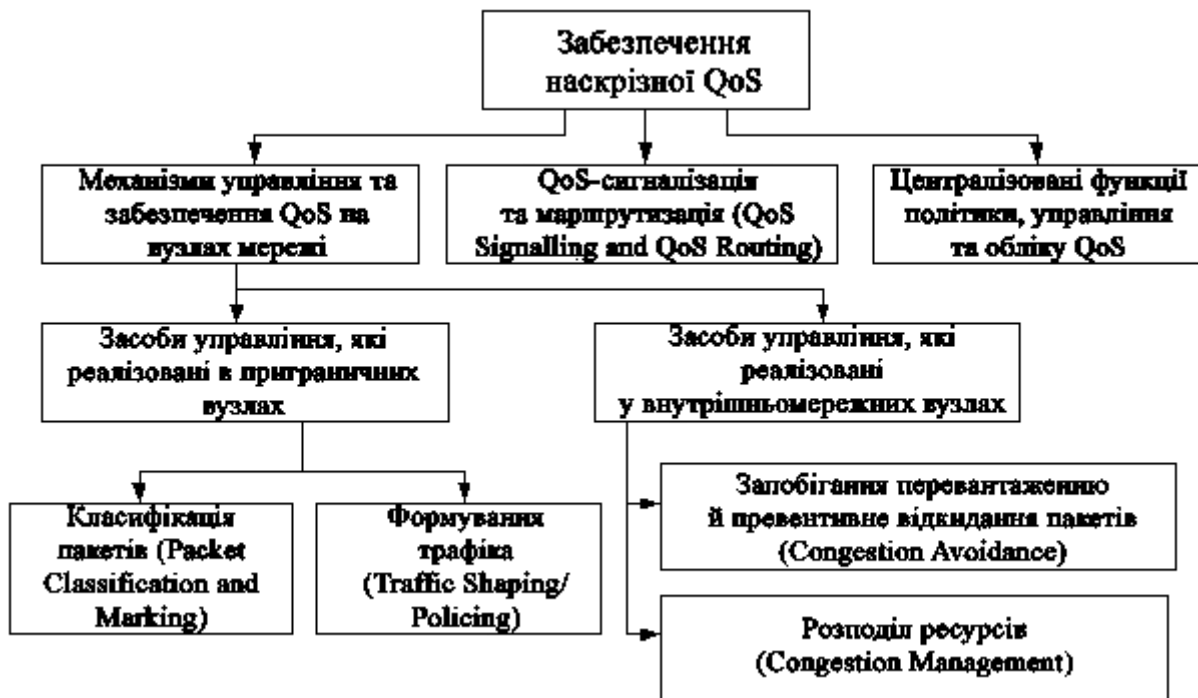 Забезпечення
наскрізної QoS
Механізми управління та
забезпечення QoS на
вузлах мережі
QoS-сигналізація
та маршрутизація (QoS
Signalling and QoS Routing)
Централізовані функції
політики, управління
та обліку QoS
Засоби управління, які
реалізовані в приграничних
вузлах
Засоби управління, які
реалізовані
у внутрішньомережних вузлах
Класифікація
пакетів (Packet
Classification and
Marking)
Формування
трафіка
(Traffic Shaping/
Policing)
Запобігання перевантаженню
й превентивне відкидання пакетів
(Congestion Avoidance)
Розподіл ресурсів
(Congestion Management)